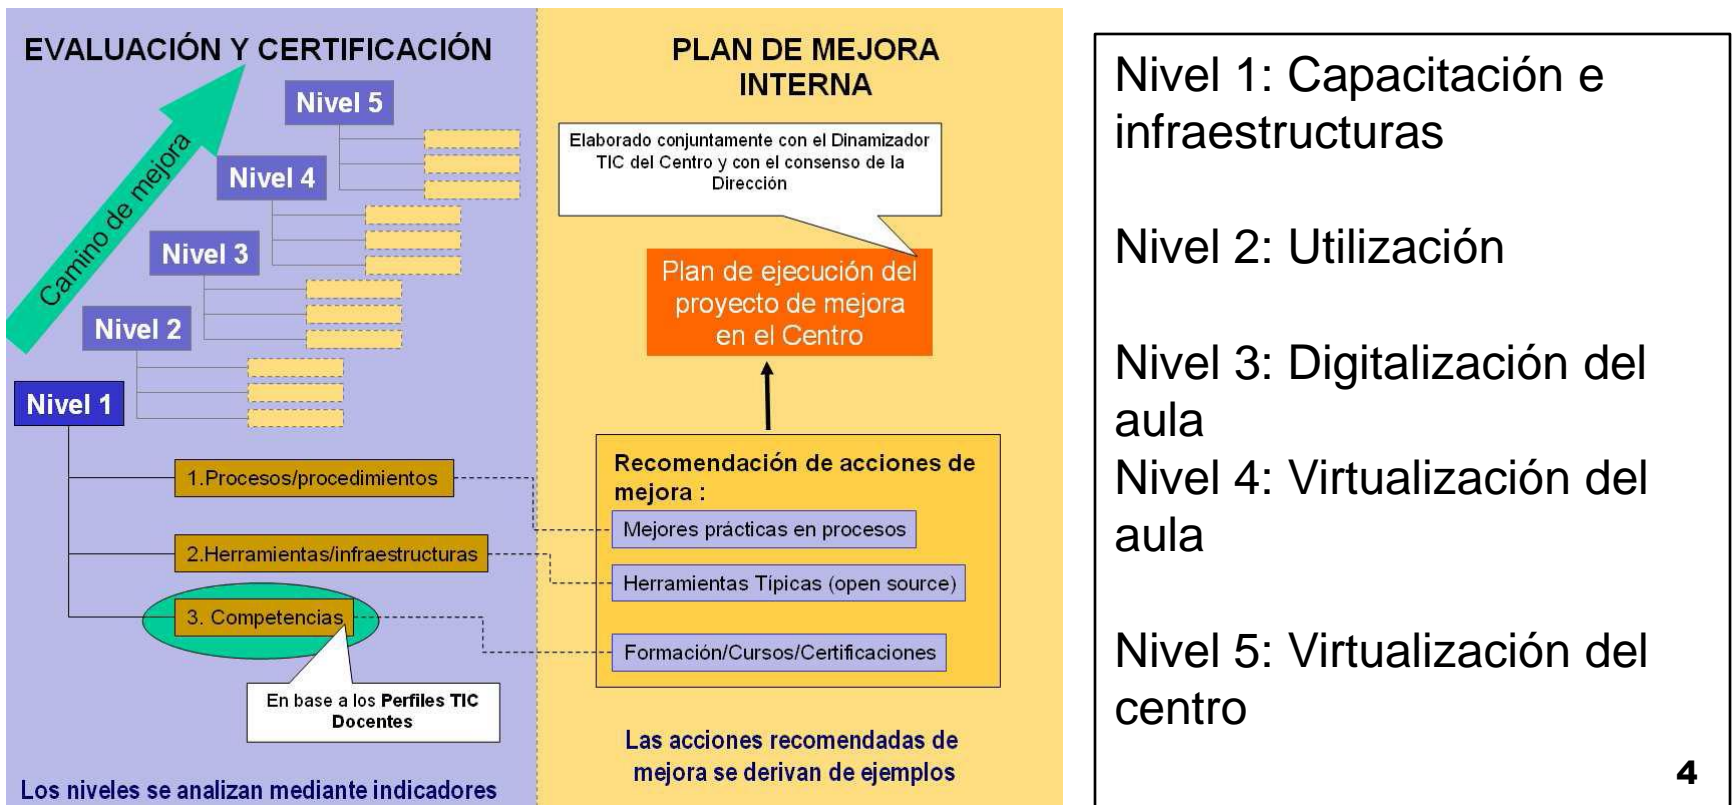 EVALUACIÓN Y CERTIFICACIÓN
Camino de mejora
Nivel 5
Nivel 4
Nivel 3
Nivel 2
Nivel 1
1.Procesos/procedimientos
2.Herramientas/infraestructuras
3. Competencias
En base a los Perfiles TIC
Docentes
Los niveles se analizan mediante indicadores
PLAN DE MEJORA
INTERNA
Elaborado conjuntamente con el Dinamizador
TIC del Centro y con el consenso de la
Dirección
Plan de ejecución del
proyecto de mejora
en el Centro
Recomendación de acciones de
mejora :
Mejores prácticas en procesos
Herramientas Típicas (open source)
Formación/Cursos/Certificaciones
Las acciones recomendadas de
mejora se derivan de ejemplos
Nivel 1: Capacitación e
infraestructuras
Nivel 2: Utilización
Nivel 3: Digitalización del
aula
Nivel 4: Virtualización del
aula
Nivel 5: Virtualización del
centro
4